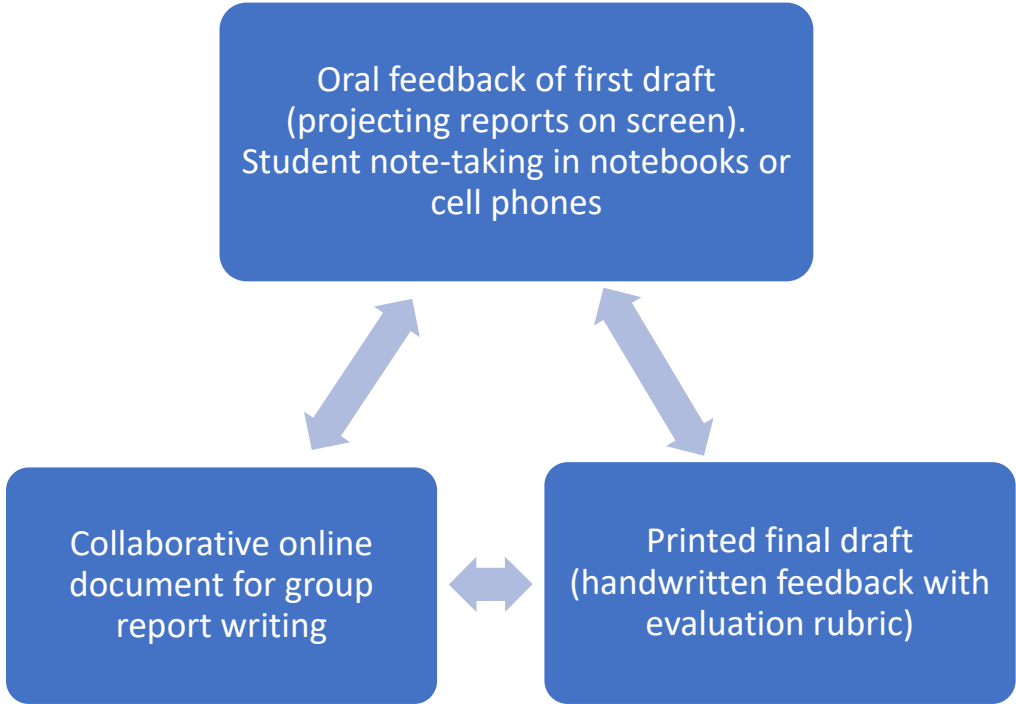 Oral feedback of first draft
(projecting reports on screen).
Student note-taking in notebooks or
cell phones
Collaborative online
document for group
report writing
Printed final draft
(handwritten feedback with
evaluation rubric)